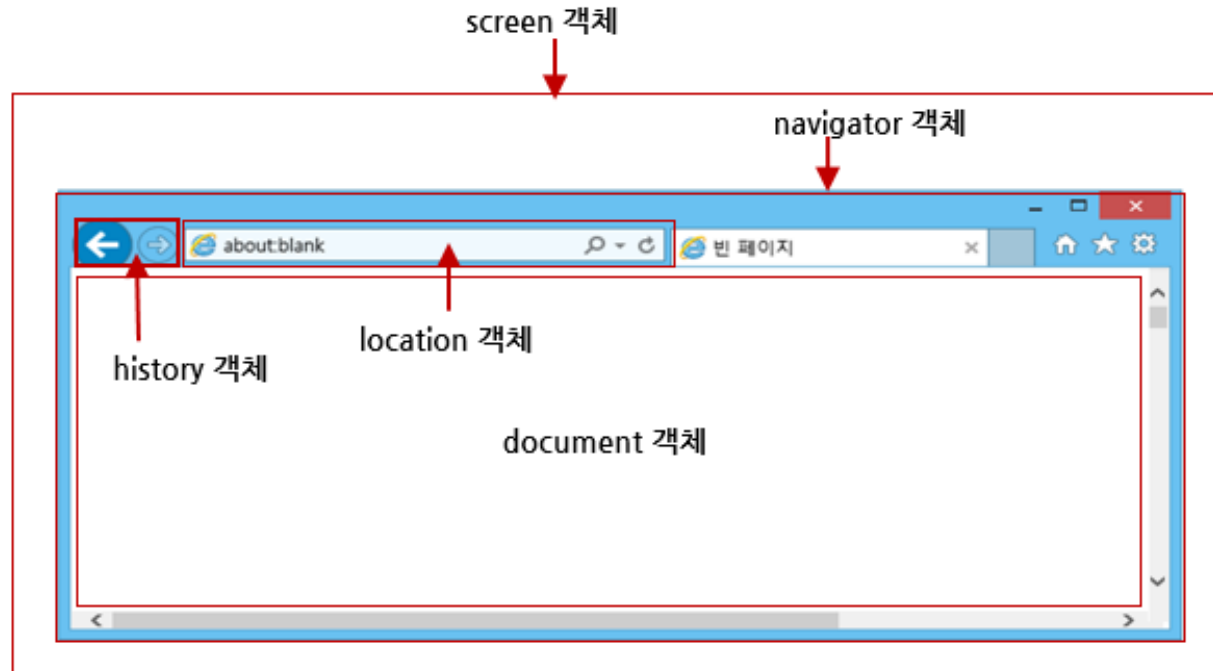 screen 객체
navigator 객체
about:blank
빈 페이지
location 객체
history 객체
document 객체